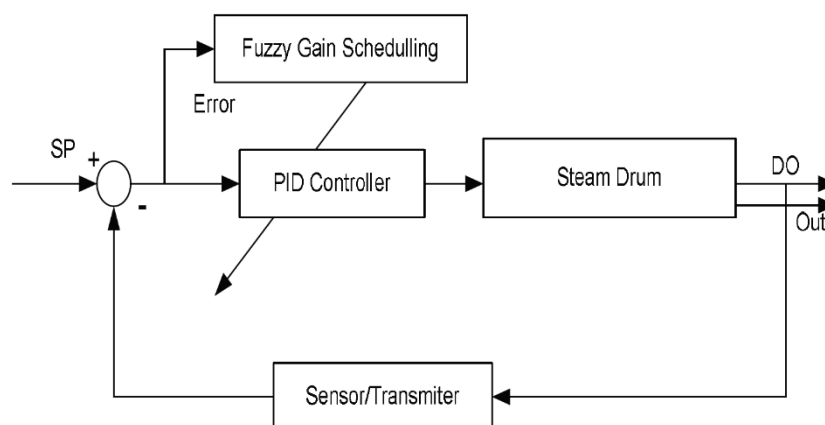 Fuzzy Gain Schedulling
Error
SP
+
-
PID Controller
Steam Drum
DO
Out
Sensor/Transmiter